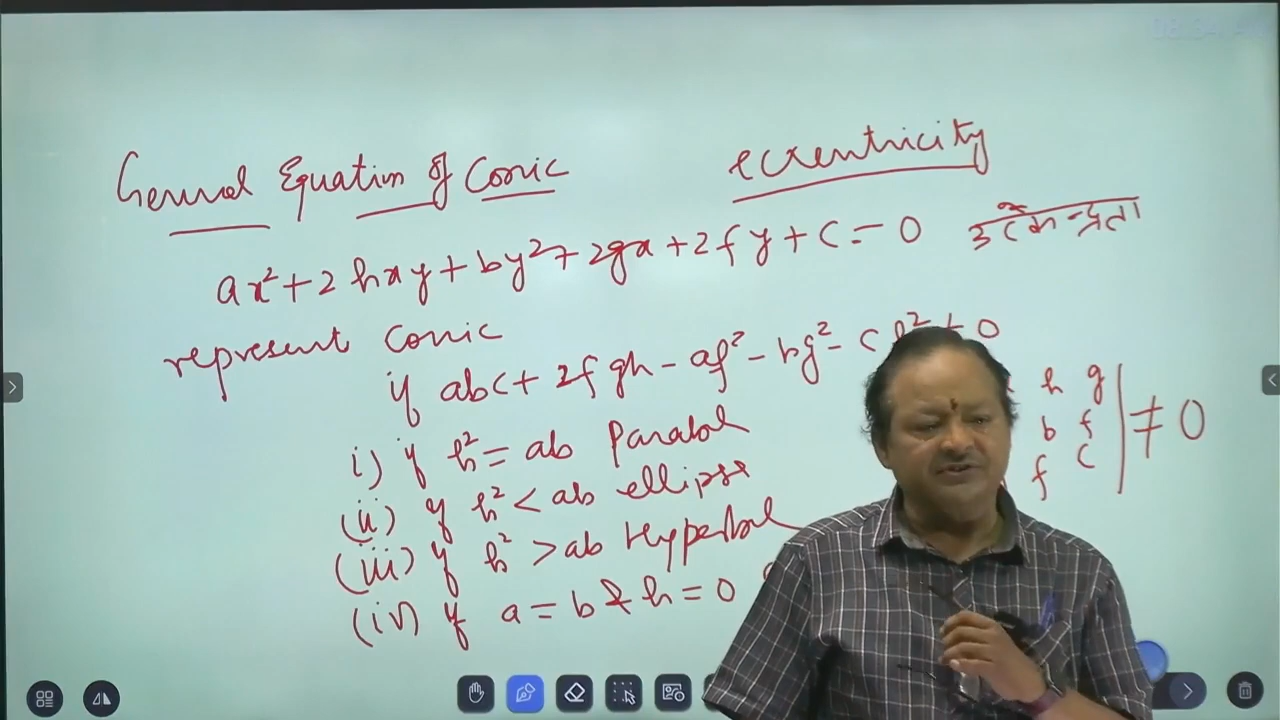 General Equation of Conic
eccentricity
ax²+2hxy+by²+2gx+2fy+c=0
उत्केन्द्रता
represent Conic
if abc+2fgh-af²-bg²-c
h g
b f
f c
≠0
i) if h²=ab Parabola
(ii) if h²<ab ellipse
(iii) if h²>ab Hyperbola
(iv) if a=b & h=0